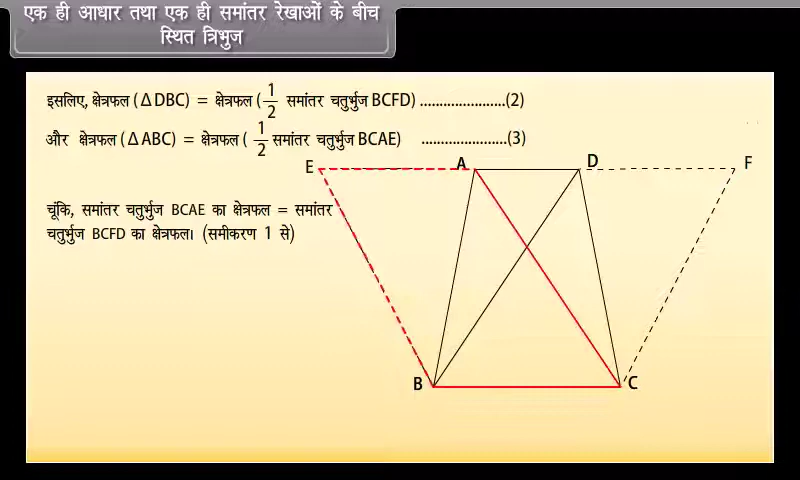 एक ही आधार तथा एक ही समांतर रेखाओं के बीच
स्थित त्रिभुज
इसलिए, क्षेत्रफल (Δ DBC) = क्षेत्रफल (1/2 समांतर चतुर्भुज BCFD) ......................(2)
और क्षेत्रफल (Δ ABC) = क्षेत्रफल ( 1/2 समांतर चतुर्भुज BCAE) ......................(3)
E A D F
चूंकि, समांतर चतुर्भुज BCAE का क्षेत्रफल = समांतर
चतुर्भुज BCFD का क्षेत्रफल। (समीकरण 1 से)
B C